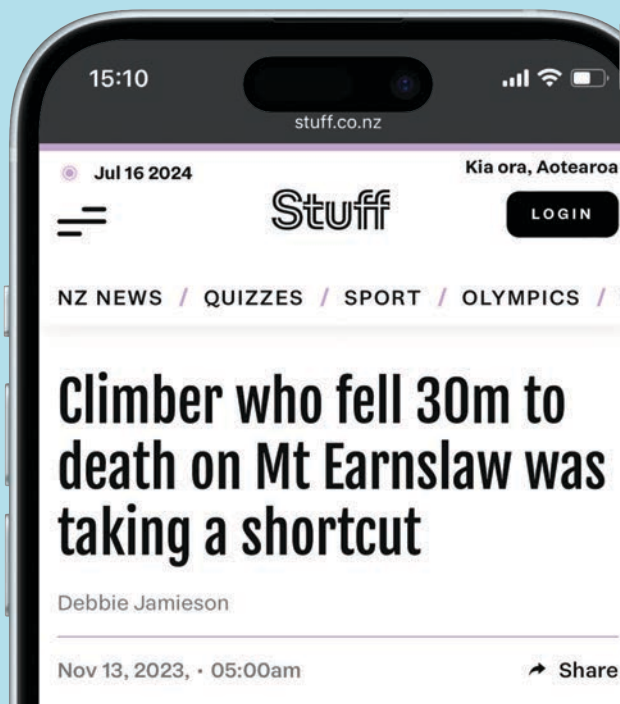 15:10
stuff.co.nz
Jul 16 2024
Kia ora, Aotearoa
Stuff
LOGIN
NZ NEWS / QUIZZES / SPORT / OLYMPICS /
Climber who fell 30m to
death on Mt Earnslaw was
taking a shortcut
Debbie Jamieson
Nov 13, 2023, • 05:00am
Share